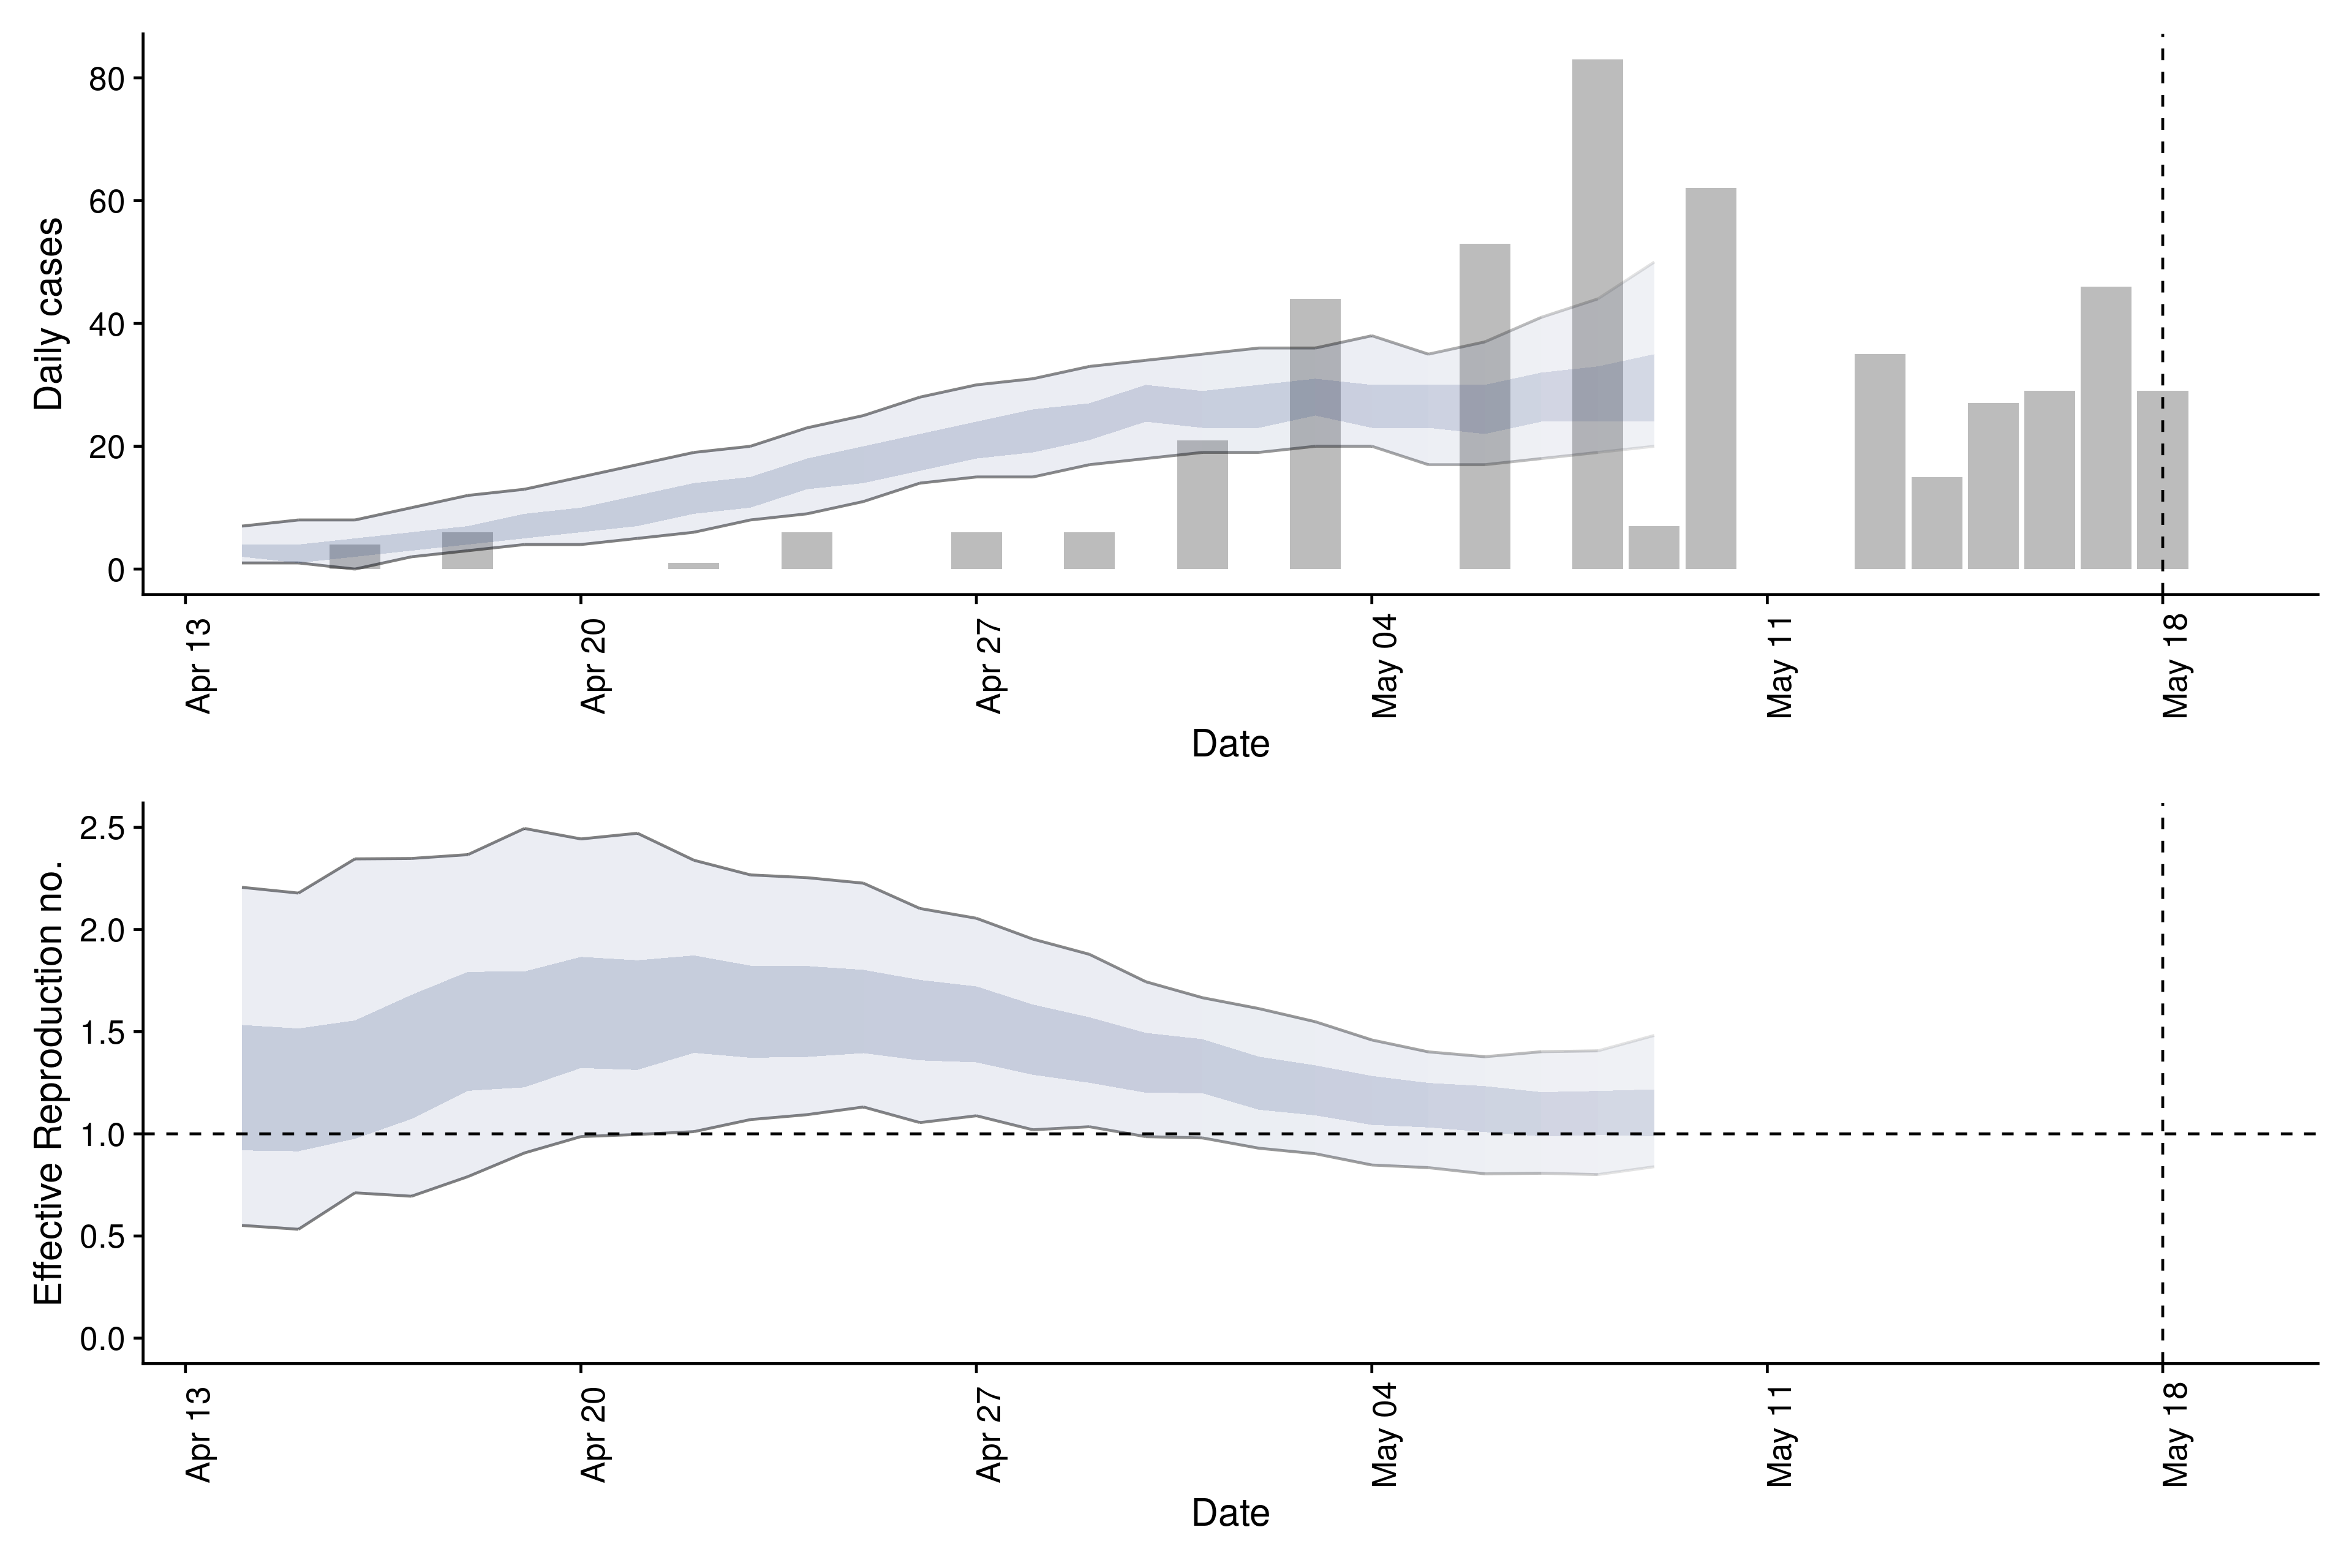 Daily cases
80
60
40
20
0
Apr 13
Apr 20
Apr 27
May 04
May 11
May 18
Date
Effective Reproduction no.
2.5
2.0
1.5
1.0
0.5
0.0
Apr 13
Apr 20
Apr 27
May 04
May 11
May 18
Date